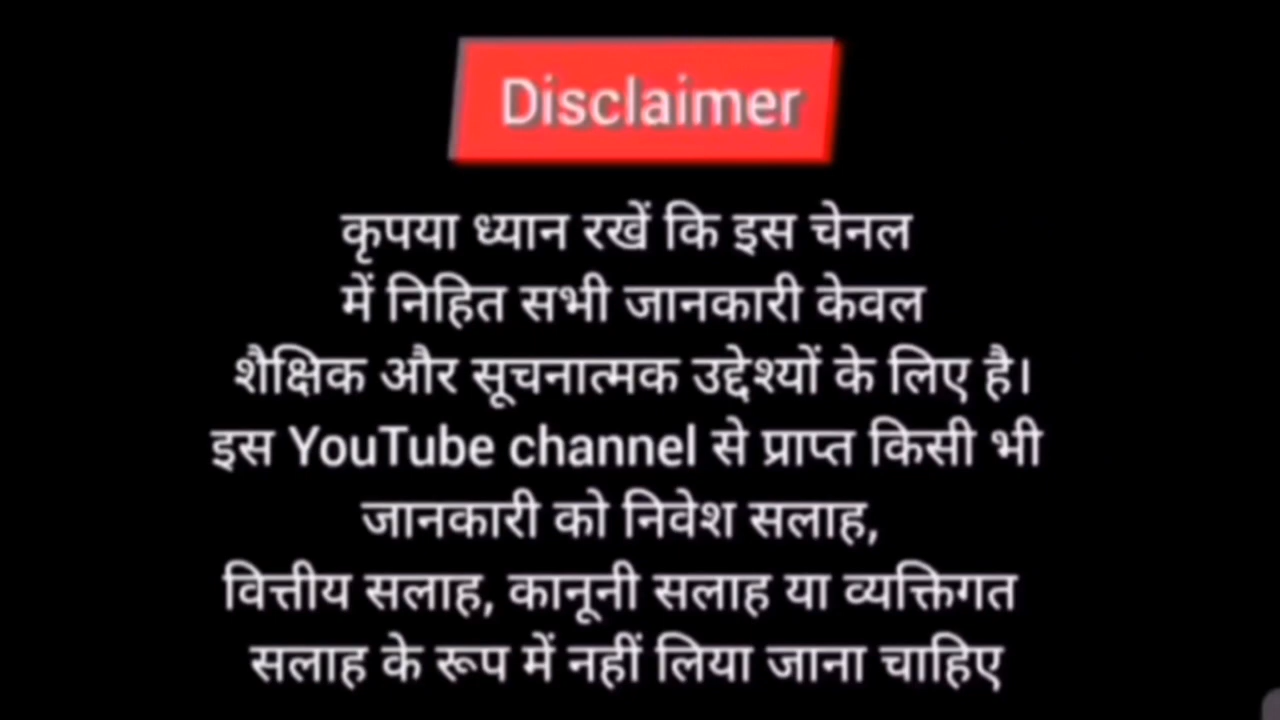 Disclaimer
कृपया ध्यान रखें कि इस चेनल
में निहित सभी जानकारी केवल
शैक्षिक और सूचनात्मक उद्देश्यों के लिए है।
इस YouTube channel से प्राप्त किसी भी
जानकारी को निवेश सलाह,
वित्तीय सलाह, कानूनी सलाह या व्यक्तिगत
सलाह के रूप में नहीं लिया जाना चाहिए